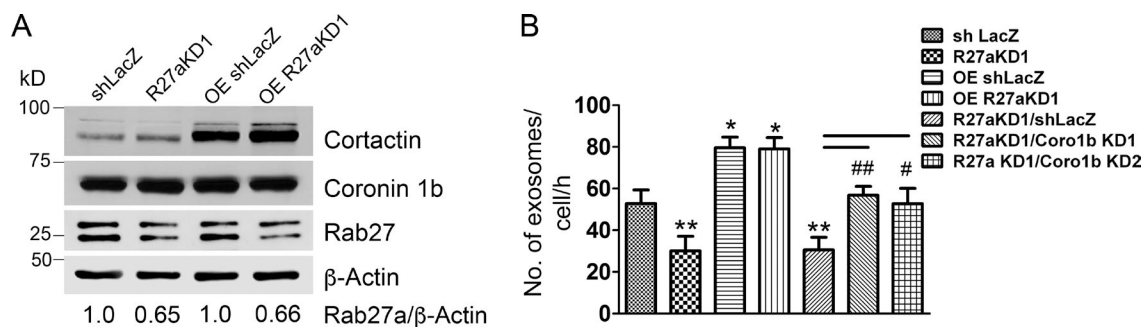 A
kD
shLacZ
R27aKD1
OE shLacZ
OE R27aKD1
100
75
25
50
Cortactin
Coronin 1b
Rab27
β-Actin
1.0 0.65 1.0 0.66 Rab27a/β-Actin
B
No. of exosomes/
cell/h
100
80
60
40
20
0
**
*
*
**
##
#
sh LacZ
R27aKD1
OE shLacZ
OE R27aKD1
R27aKD1/shLacZ
R27aKD1/Coro1b KD1
R27a KD1/Coro1b KD2